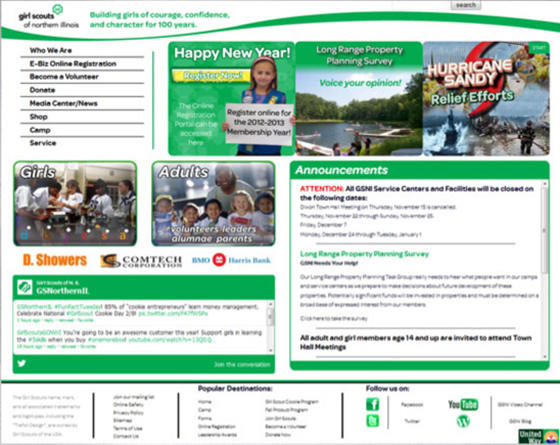 search
girl scouts
of northern illinois
Building girls of courage, confidence,
and character for 100 years.
Who We Are
E-Biz Online Registration
Become a Volunteer
Donate
Media Center/News
Shop
Camp
Service
Happy New Year!
Register Now!
The Online
Registration
Portal can be
accessed
here
Register online for
the 2012-2013
Membership Year!
Long Range Property
Planning Survey
Voice your opinion!
START
HURRICANE
SANDY
Relief Efforts
Girls
Adults
volunteers leaders
alumnae parents
D. Showers
COMTECH
CORPORATION
BMO Harris Bank
Girl Scouts of N. IL
GSNorthernIL
GSNorthernIL #FunFactTuesday! 85% of "cookie entrepreneurs" learn money management.
Celebrate National #GirlScout Cookie Day 2/8!
You're going to be an awesome customer this year! Support girls in learning
the when you buy
Join the conversation
Announcements
ATTENTION: All GSNI Service Centers and Facilities will be closed on
the following dates:
Dixon Town Hall Meeting on Thursday, November 15 is cancelled.
Thursday, November 22 through Sunday, November 25.
Friday, December 7
Monday, December 24 through Tuesday, January 1
Long Range Property Planning Survey
GSNI Needs Your Help!
Our Long Range Property Planning Task Group really needs to hear what people want in our camps
and service centers as we prepare to make decisions about future development of these
properties. Potentially significant funds will be invested in properties and must be determined on a
broad base of expressed interest from our members.
Click here to take the survey
All adult and girl members age 14 and up are invited to attend Town
Hall Meetings
The Girl Scouts name, mark,
and all associated trademarks
and logotypes, including the
"Trefoil Design", are owned by
Girl Scouts of the USA.
Join our mailing list
Online Safety
Privacy Policy
Sitemap
Terms of Use
Contact Us
Popular Destinations:
Home
Camp
Forms
Online Registration
Leadership Awards
Girl Scout Cookie Program
Fall Product Program
Join Girl Scouts
Become a Volunteer
Donate Now
Follow us on:
Facebook
YouTube
GSNI Video Channel
Twitter
GSNI Blog
United
Way